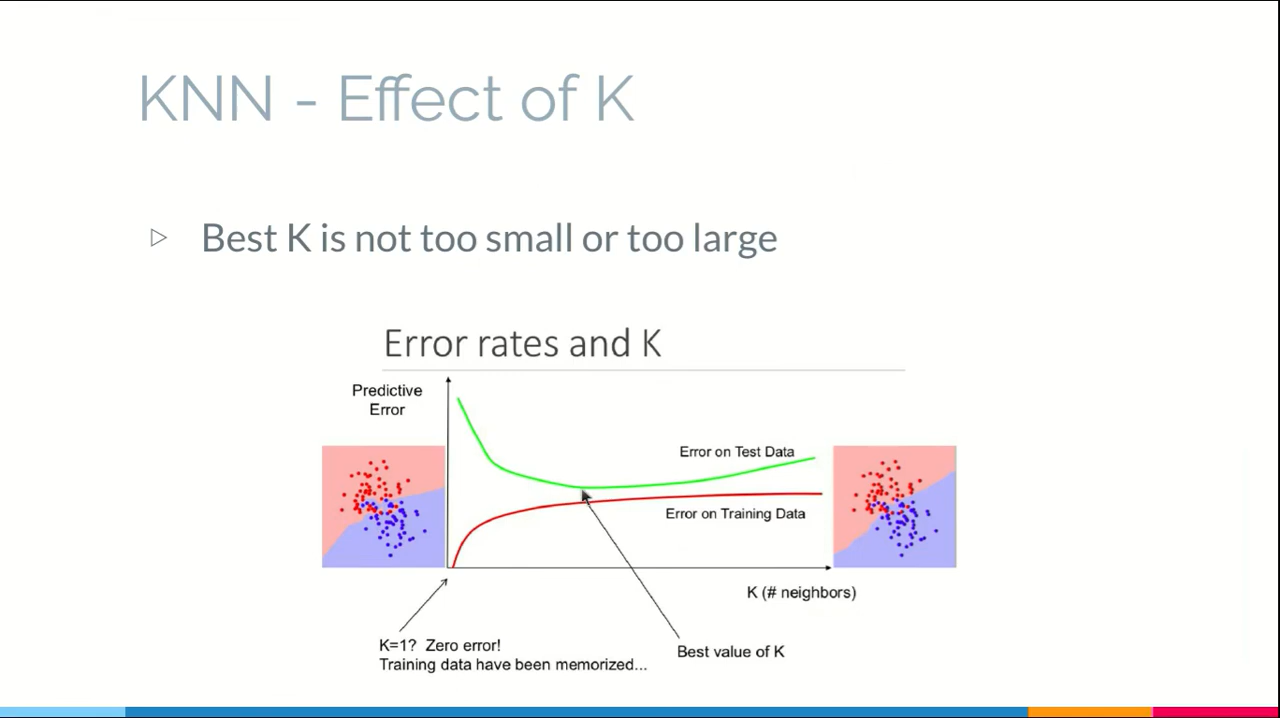 KNN - Effect of K
Best K is not too small or too large
Error rates and K
Predictive
Error
Error on Test Data
Error on Training Data
K (# neighbors)
K=1? Zero error!
Training data have been memorized...
Best value of K